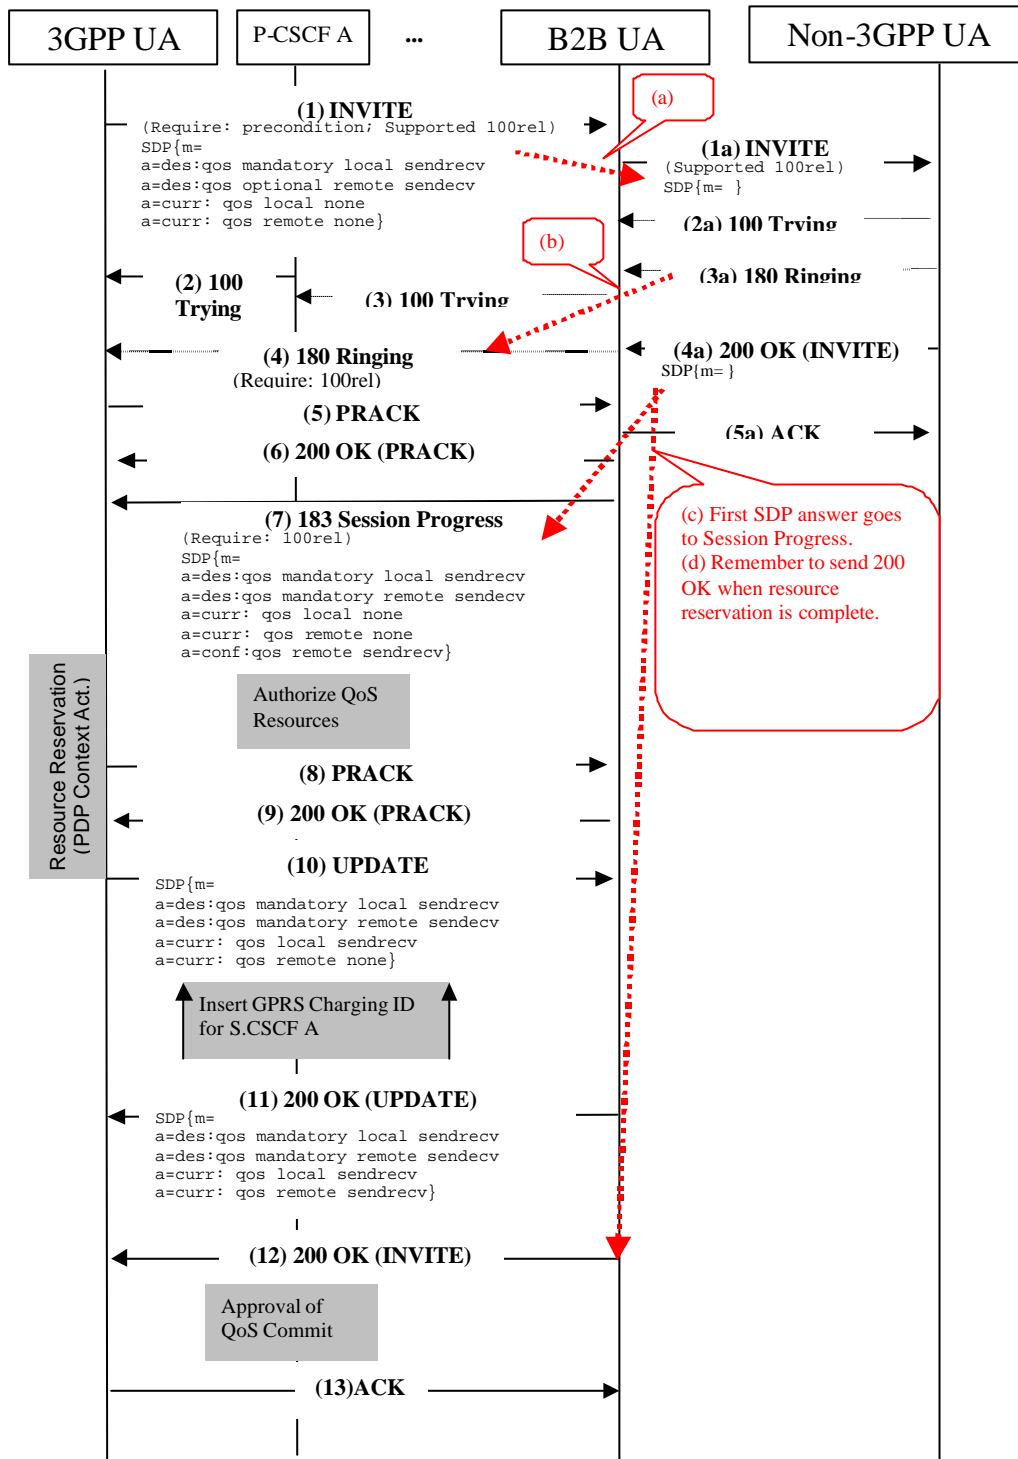 3GPP UA
P-CSCF A
...
B2B UA
Non-3GPP UA
(1) INVITE
(Require: precondition; Supported 100rel)
SDP{m=
a=des:qos mandatory local sendrecv
a=des:qos optional remote sendecv
a=curr: qos local none
a=curr: qos remote none}
(a)
(1a) INVITE
(Supported 100rel)
SDP{m= }
(2a) 100 Trying
(b)
(3a) 180 Ringing
(2) 100
Trying
(3) 100 Trying
(4) 180 Ringing
(Require: 100rel)
(4a) 200 OK (INVITE)
SDP{m= }
(5) PRACK
(5a) ACK
(6) 200 OK (PRACK)
(7) 183 Session Progress
(Require: 100rel)
SDP{m=
a=des:qos mandatory local sendrecv
a=des:qos mandatory remote sendecv
a=curr: qos local none
a=curr: qos remote none
a=conf:qos remote sendrecv}
(c) First SDP answer goes
to Session Progress.
(d) Remember to send 200
OK when resource
reservation is complete.
Resource Reservation
(PDP Context Act.)
Authorize QoS
Resources
(8) PRACK
(9) 200 OK (PRACK)
(10) UPDATE
SDP{m=
a=des:qos mandatory local sendrecv
a=des:qos mandatory remote sendecv
a=curr: qos local sendrecv
a=curr: qos remote none}
Insert GPRS Charging ID
for S.CSCF A
(11) 200 OK (UPDATE)
SDP{m=
a=des:qos mandatory local sendrecv
a=des:qos mandatory remote sendecv
a=curr: qos local sendrecv
a=curr: qos remote sendrecv}
(12) 200 OK (INVITE)
Approval of
QoS Commit
(13)ACK